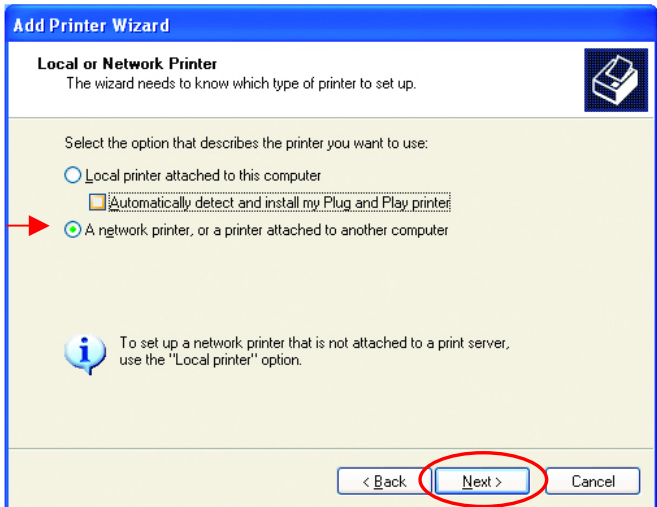 Add Printer Wizard
Local or Network Printer
The wizard needs to know which type of printer to set up.
Select the option that describes the printer you want to use:
Local printer attached to this computer
Automatically detect and install my Plug and Play printer
A network printer, or a printer attached to another computer
To set up a network printer that is not attached to a print server,
use the "Local printer" option.
< Back
Next >
Cancel